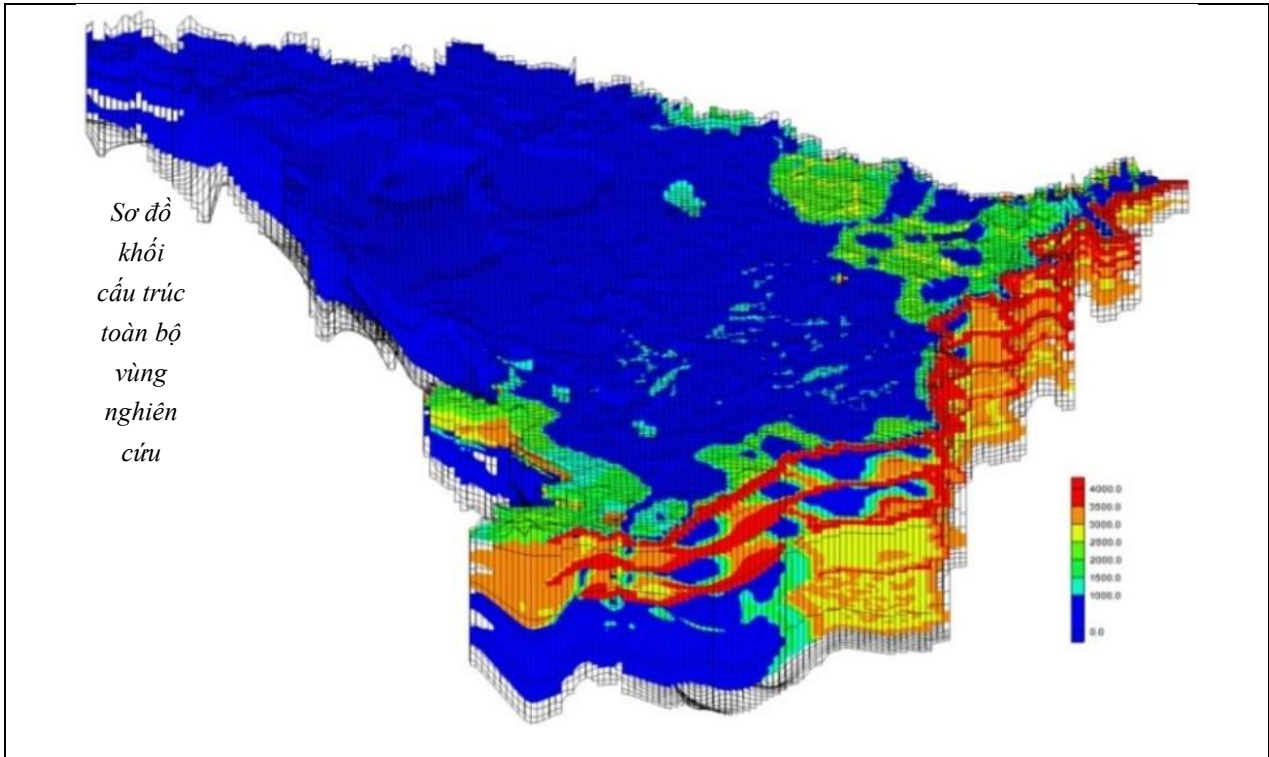 Sơ đồ
khối
cấu trúc
toàn bộ
vùng
nghiên
cứu
4000.0
3500.0
3000.0
2500.0
2000.0
1500.0
1000.0
0.0